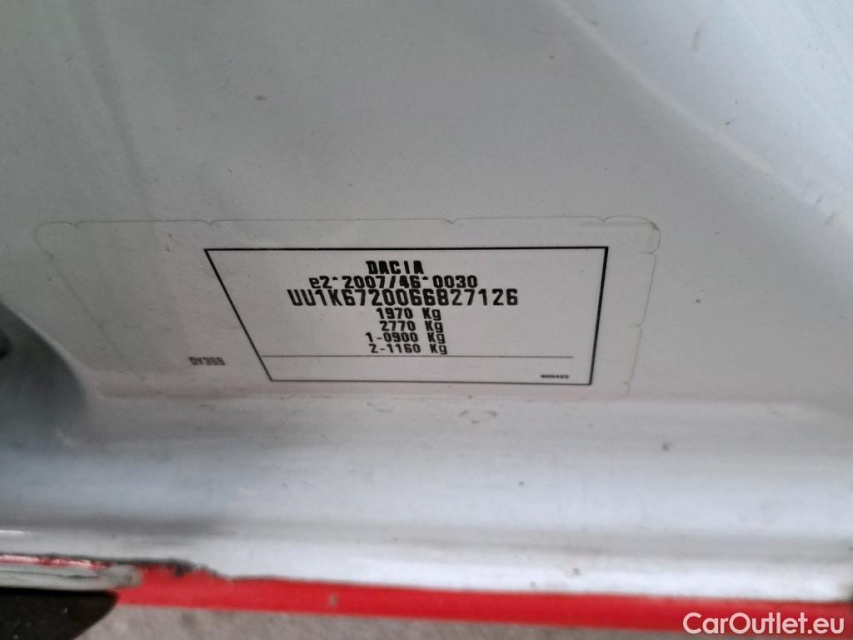 DACIA
e2-2007/46-0030
UU1K6720066827126
1970 Kg
2770 Kg
1-0900 Kg
2-1160 Kg
CarOutlet.eu